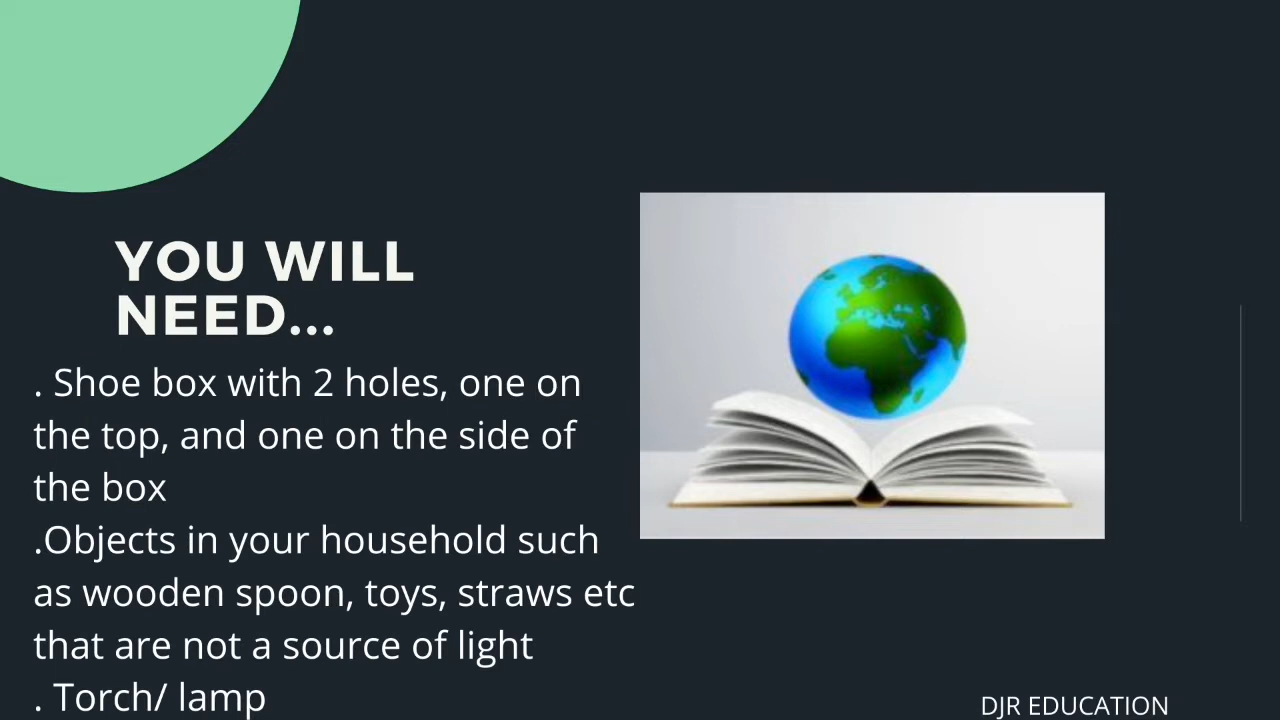 YOU WILL
NEED...
. Shoe box with 2 holes, one on
the top, and one on the side of
the box
.Objects in your household such
as wooden spoon, toys, straws etc
that are not a source of light
. Torch/ lamp
DJR EDUCATION